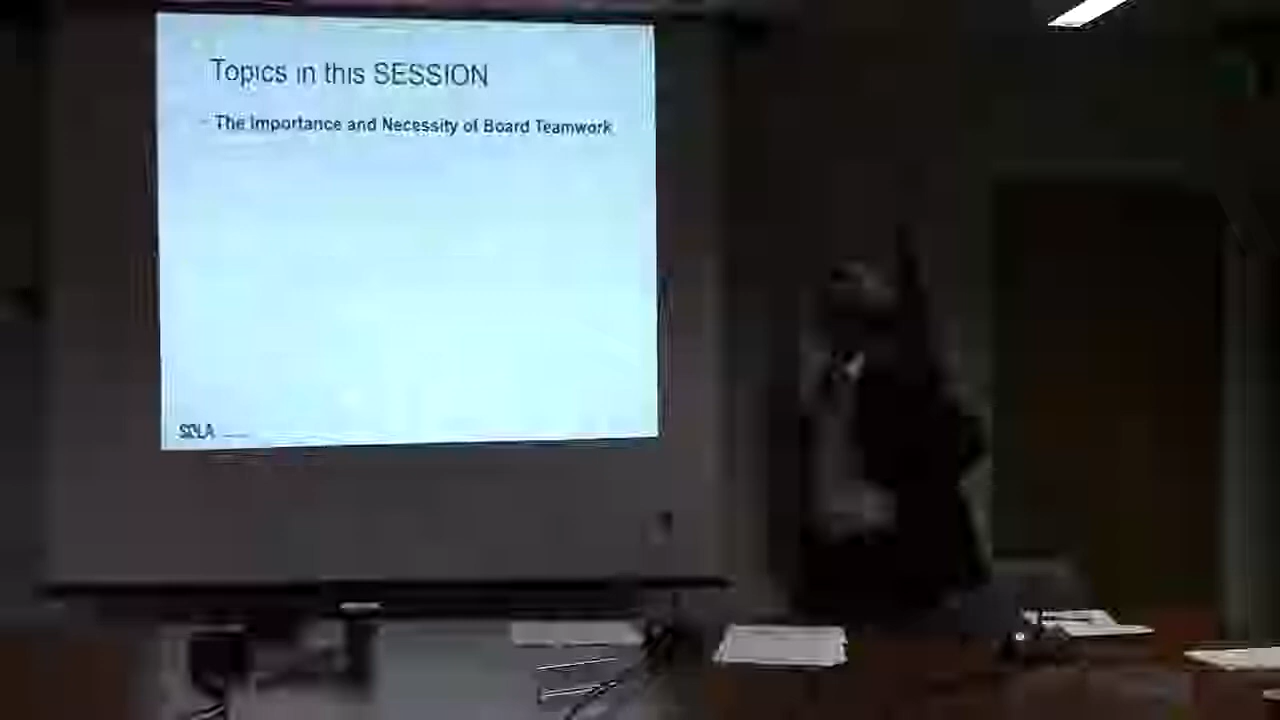 Topics in this SESSION
The Importance and Necessity of Board Teamwork